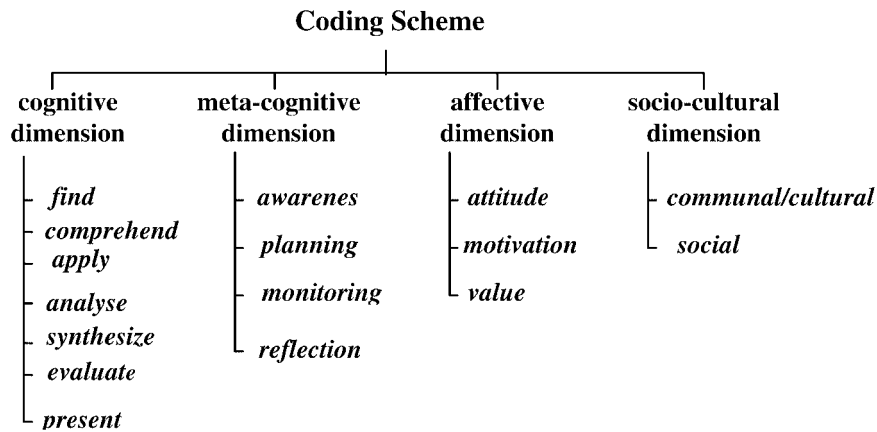 Coding Scheme
cognitive
dimension
find
comprehend
apply
analyse
synthesize
evaluate
present
meta-cognitive
dimension
awarenes
planning
monitoring
reflection
affective
dimension
attitude
motivation
value
socio-cultural
dimension
communal/cultural
social